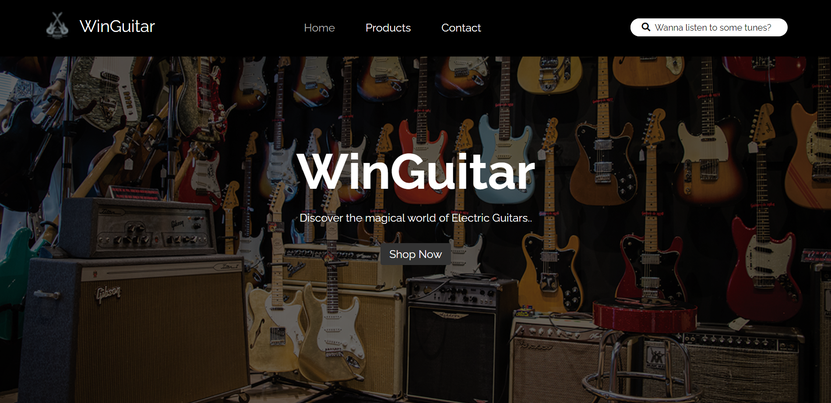 WinGuitar
Home
Products
Contact
Wanna listen to some tunes?
WinGuitar
Discover the magical world of Electric Guitars..
Shop Now
Gibson